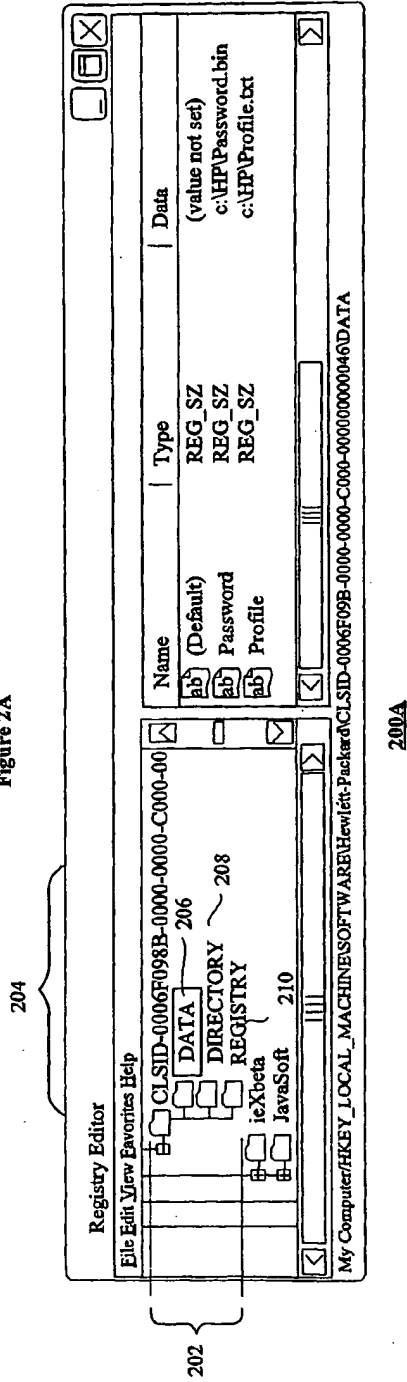 Figure 2A
204
Registry Editor
File Edit View Favorites Help
Name Type Data
CLSID-0006F098B-0000-0000-C000-00
DATA 206
DIRECTORY 208
REGISTRY
ieXbeta 210
JavaSoft
ab (Default) REG_SZ (value not set)
ab Password REG_SZ c:\HP\Password.bin
ab Profile REG_SZ c:\HP\Profile.txt
202
My Computer/HKEY_LOCAL_MACHINE\SOFTWARE\Hewlett-Packard\CLSID-0006F09B-0000-0000-C000-000000000046\DATA
200A